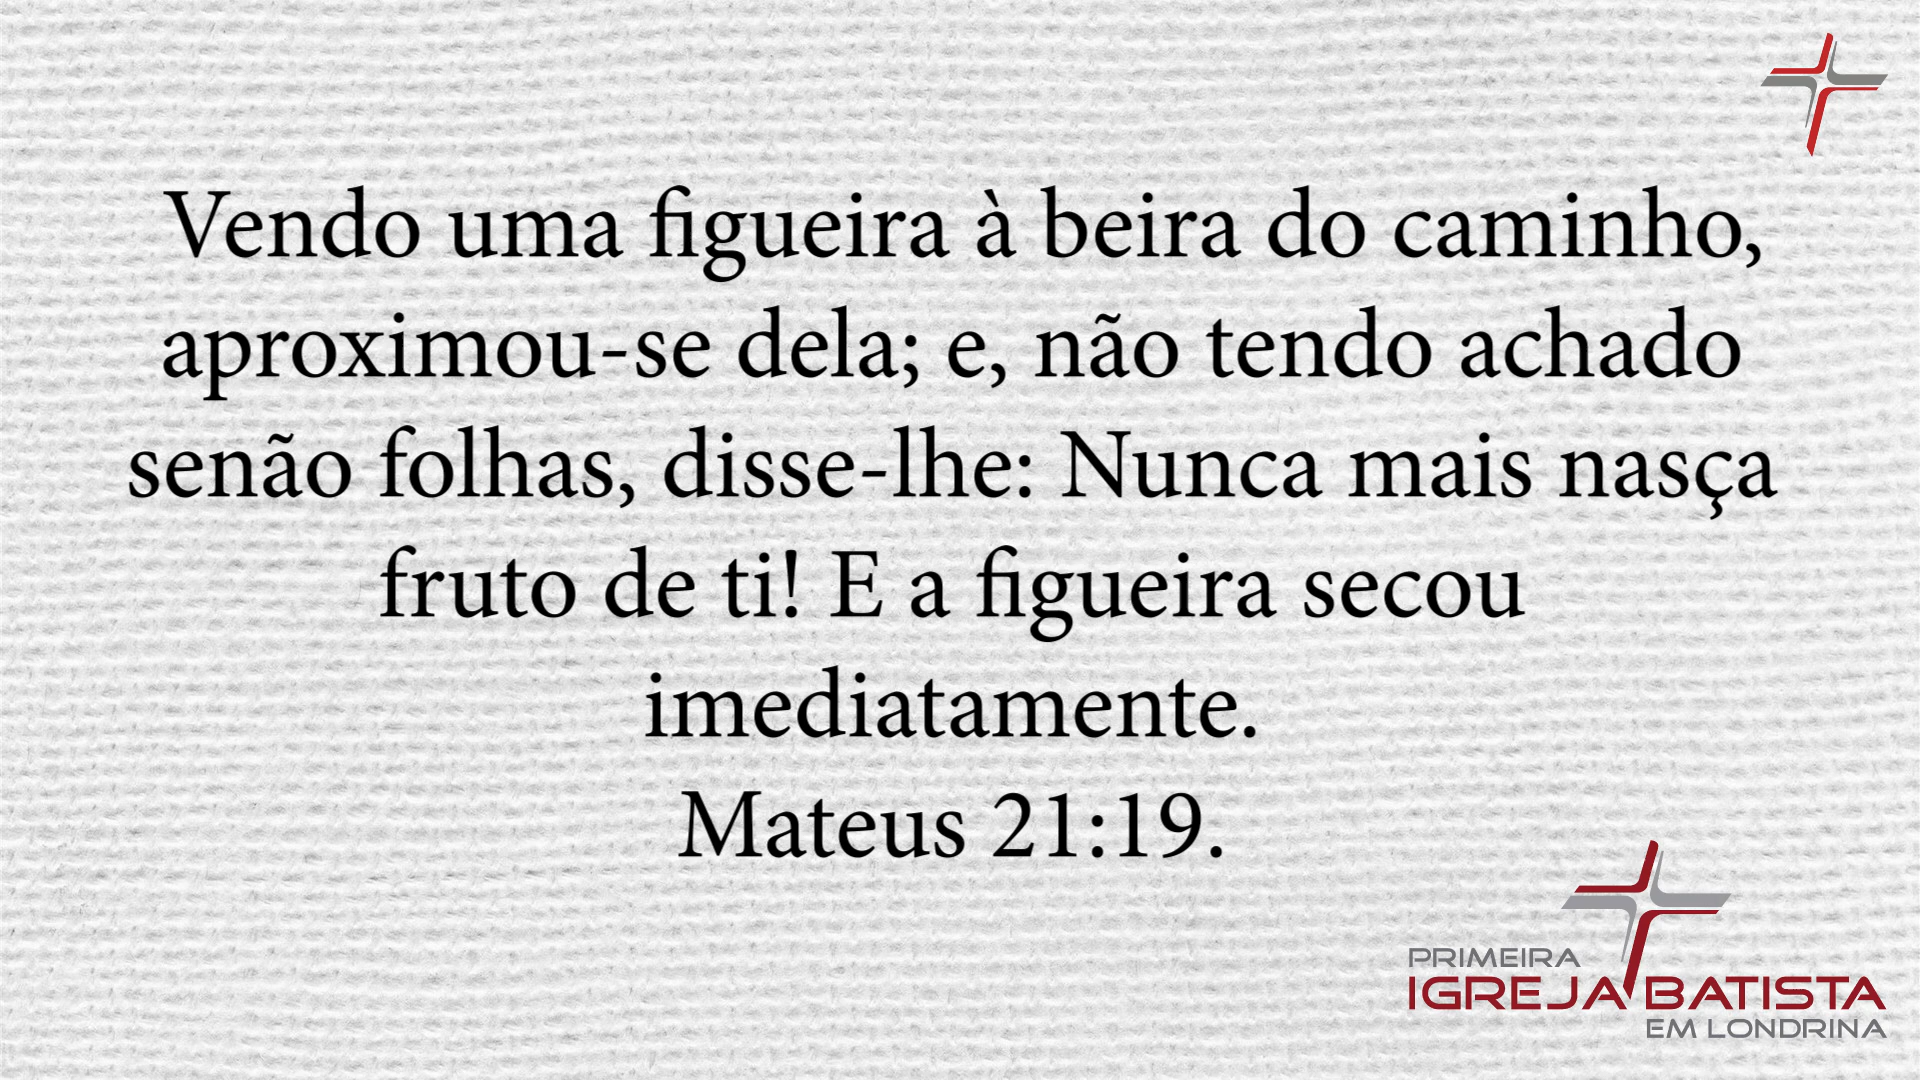 Vendo uma figueira à beira do caminho,
aproximou-se dela; e, não tendo achado
senão folhas, disse-lhe: Nunca mais nasça
fruto de ti! E a figueira secou
imediatamente.
Mateus 21:19.
PRIMEIRA
IGREJA BATISTA
EM LONDRINA